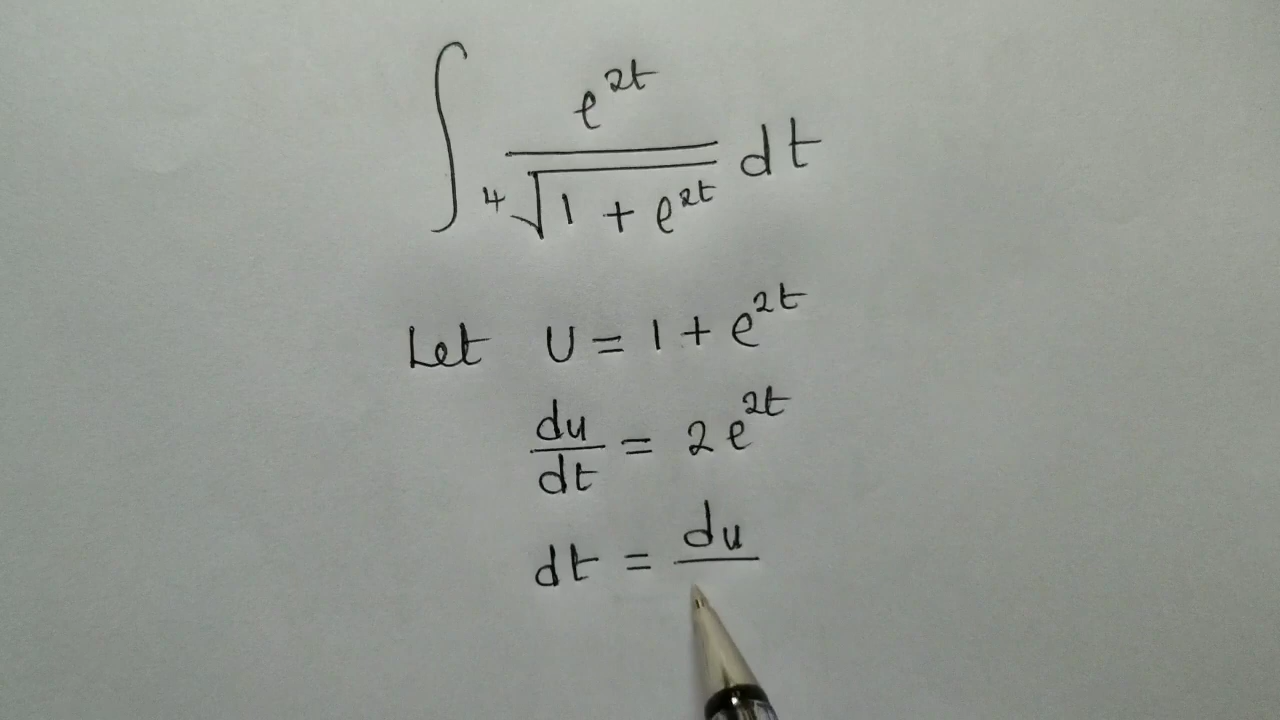 ∫ e^{2t} / ⁴√(1 + e^{2t}) dt
Let U = 1 + e^{2t}
du/dt = 2e^{2t}
dt = du/